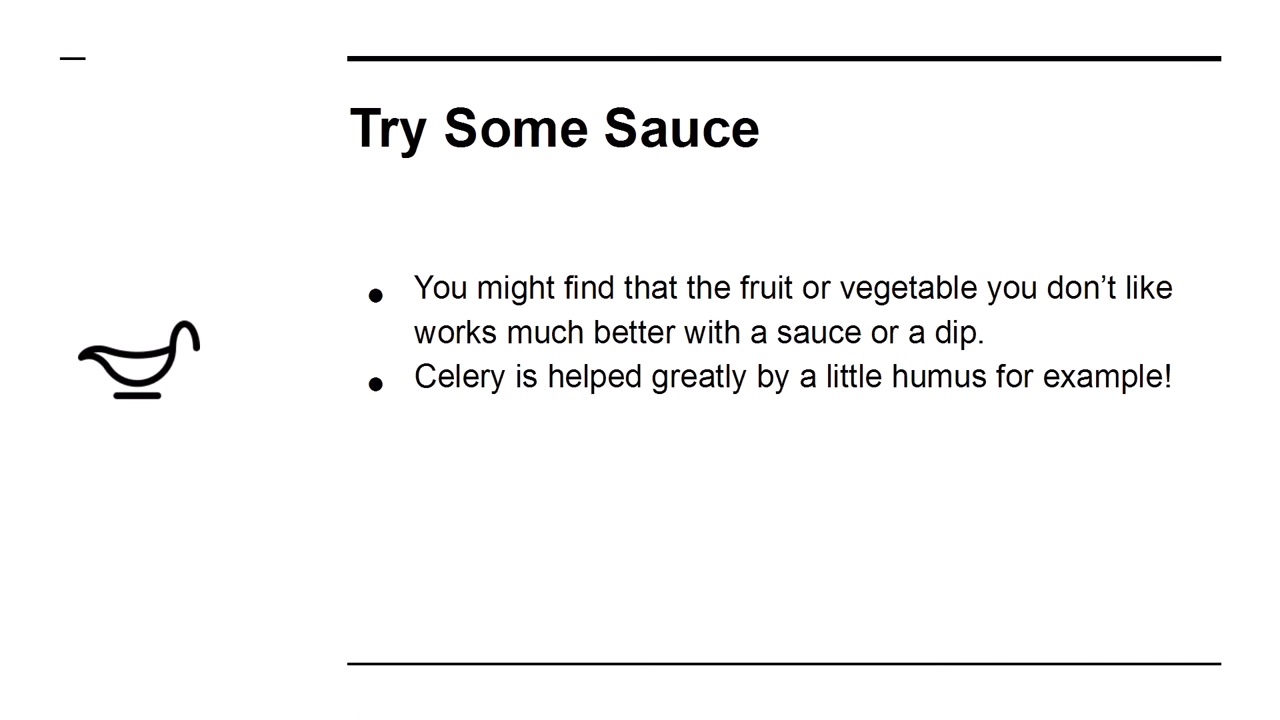 Try Some Sauce
● You might find that the fruit or vegetable you don’t like
works much better with a sauce or a dip.
● Celery is helped greatly by a little humus for example!